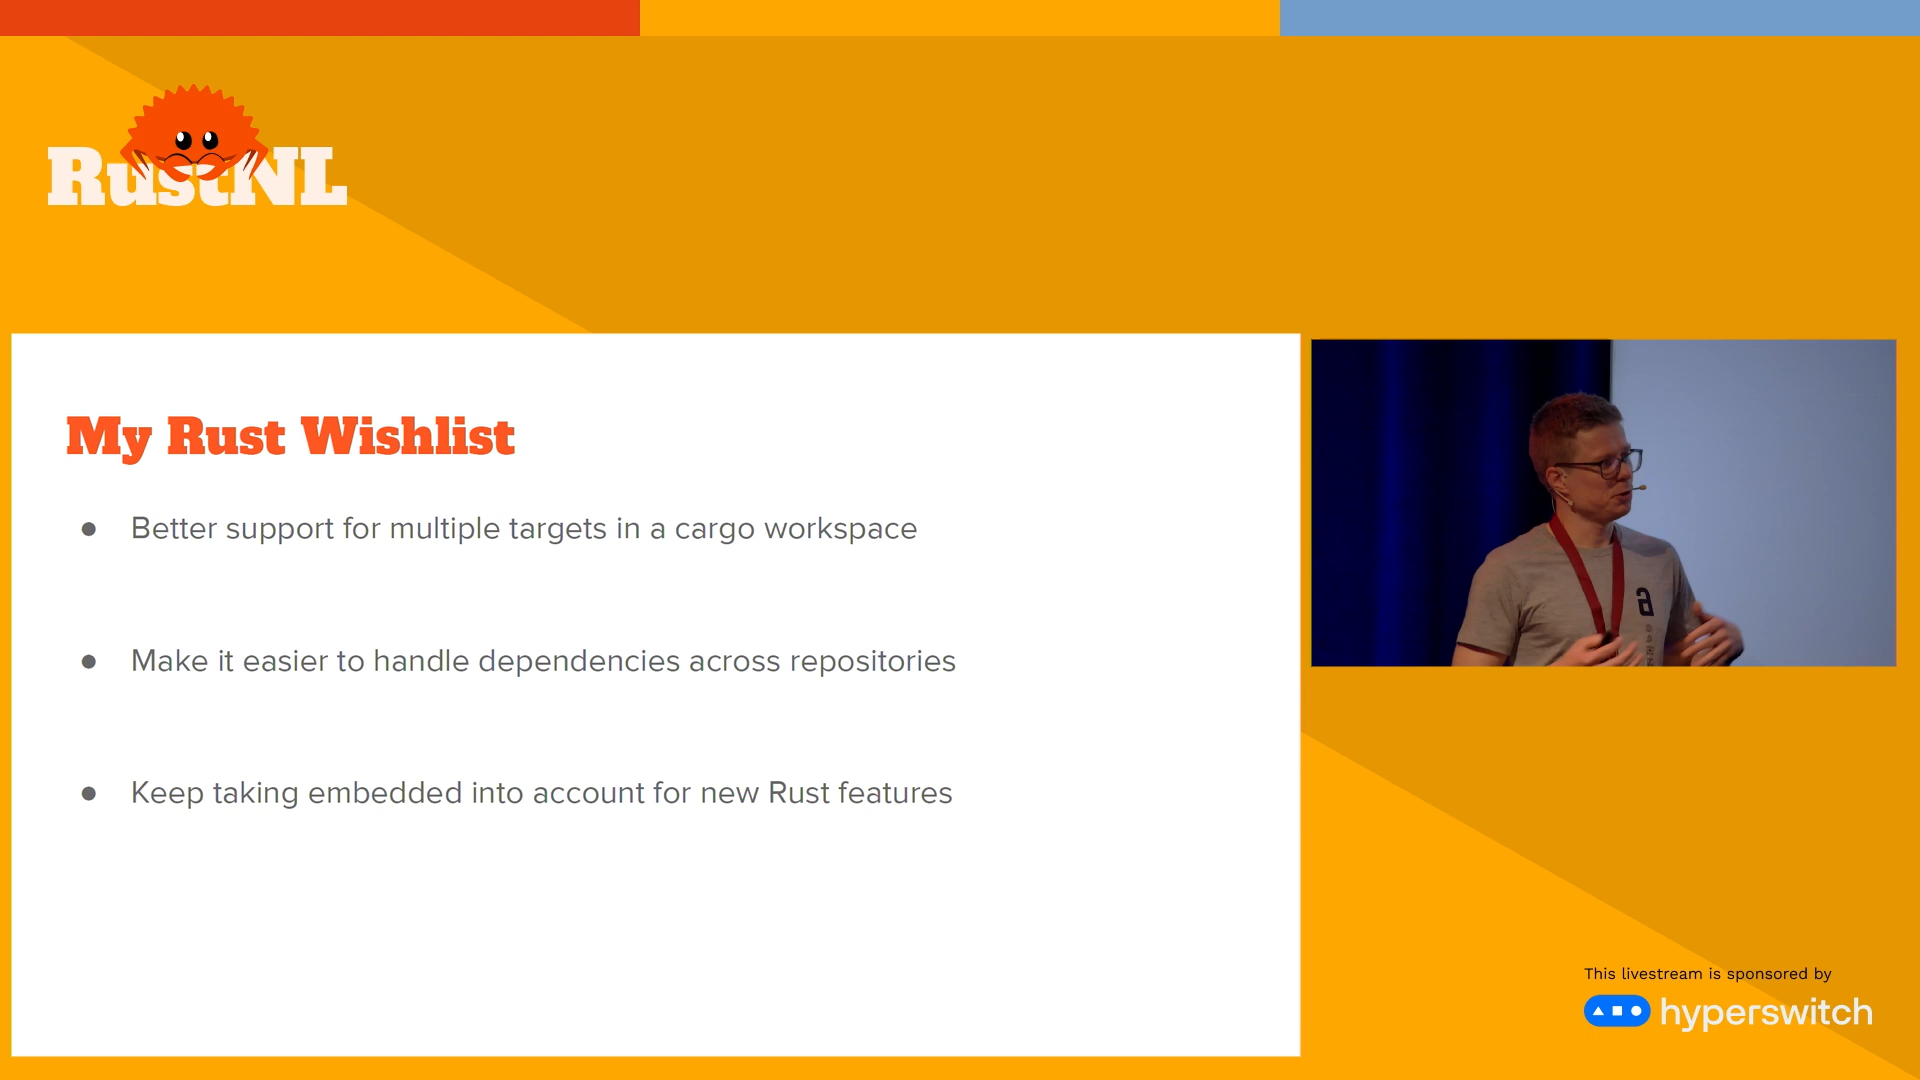 RustNL
My Rust Wishlist
● Better support for multiple targets in a cargo workspace
● Make it easier to handle dependencies across repositories
● Keep taking embedded into account for new Rust features
a
This livestream is sponsored by
hyperswitch